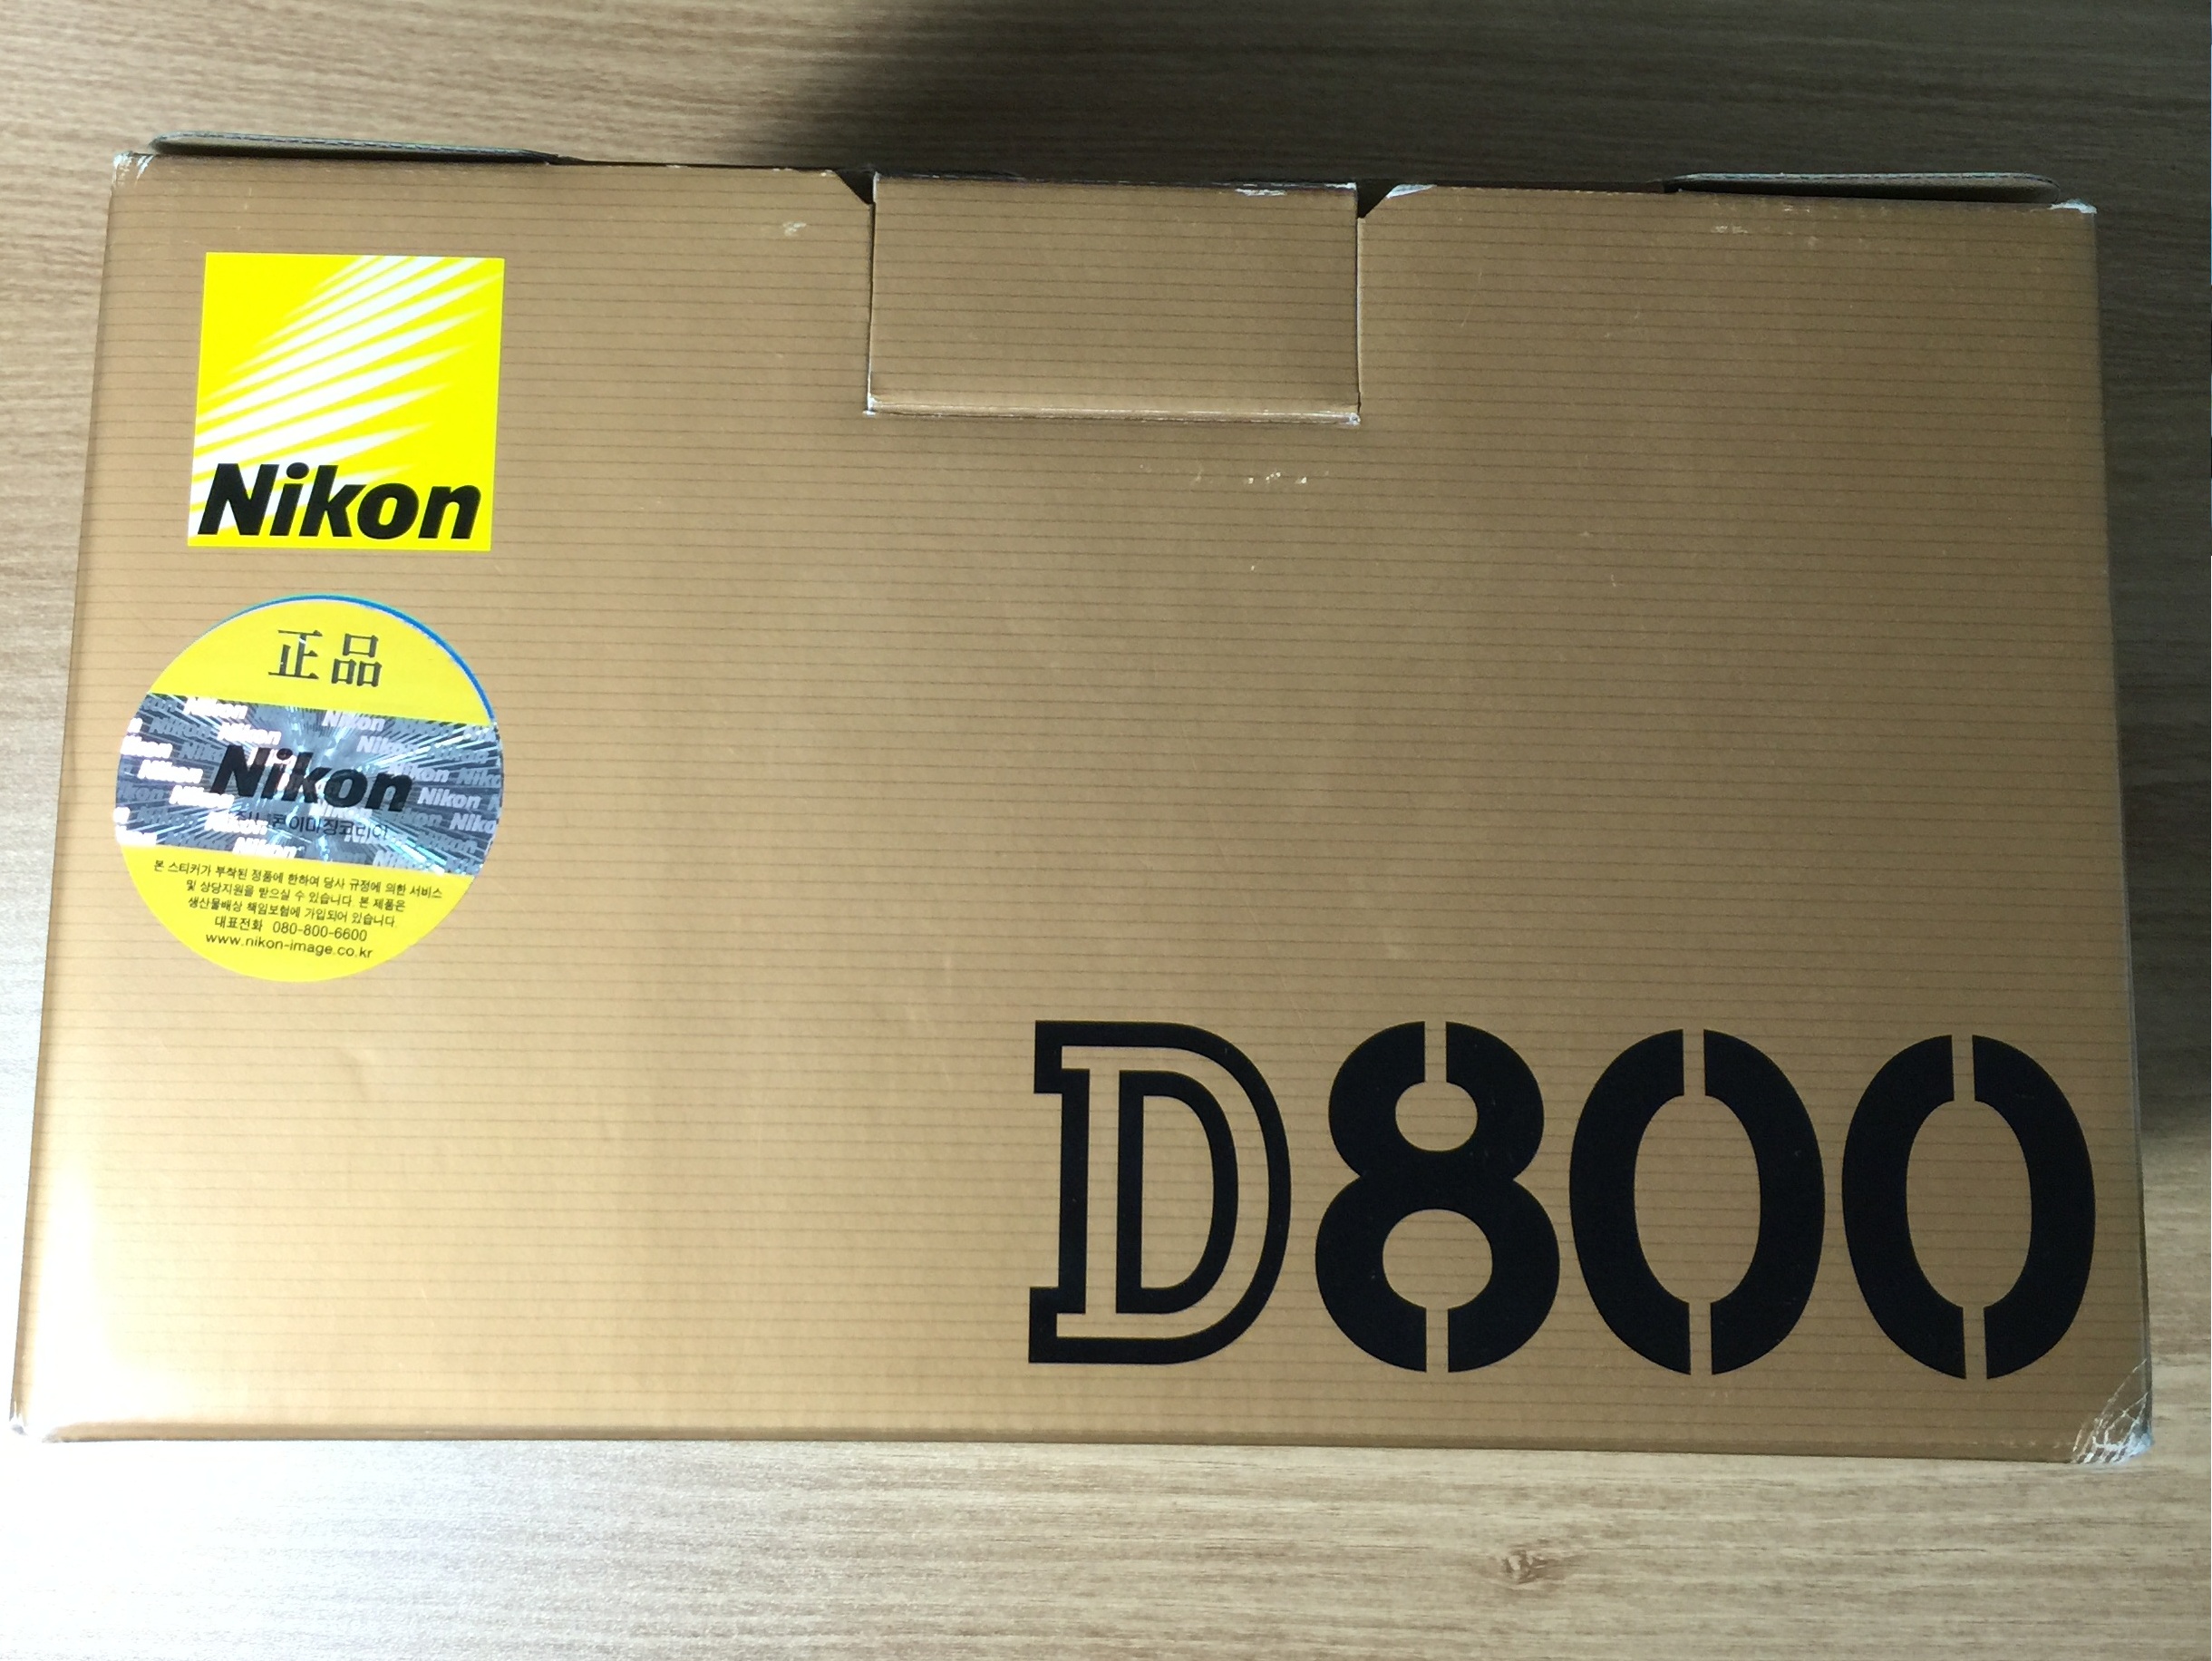 Nikon
正品
Nikon
본 스티커가 부착된 정품에 한하여 당사 규정에 의한 서비스
및 상담지원을 받으실 수 있습니다. 본 제품은
생산물배상 책임보험에 가입되어 있습니다.
대표전화 080-800-6600
www.nikon-image.co.kr
D800